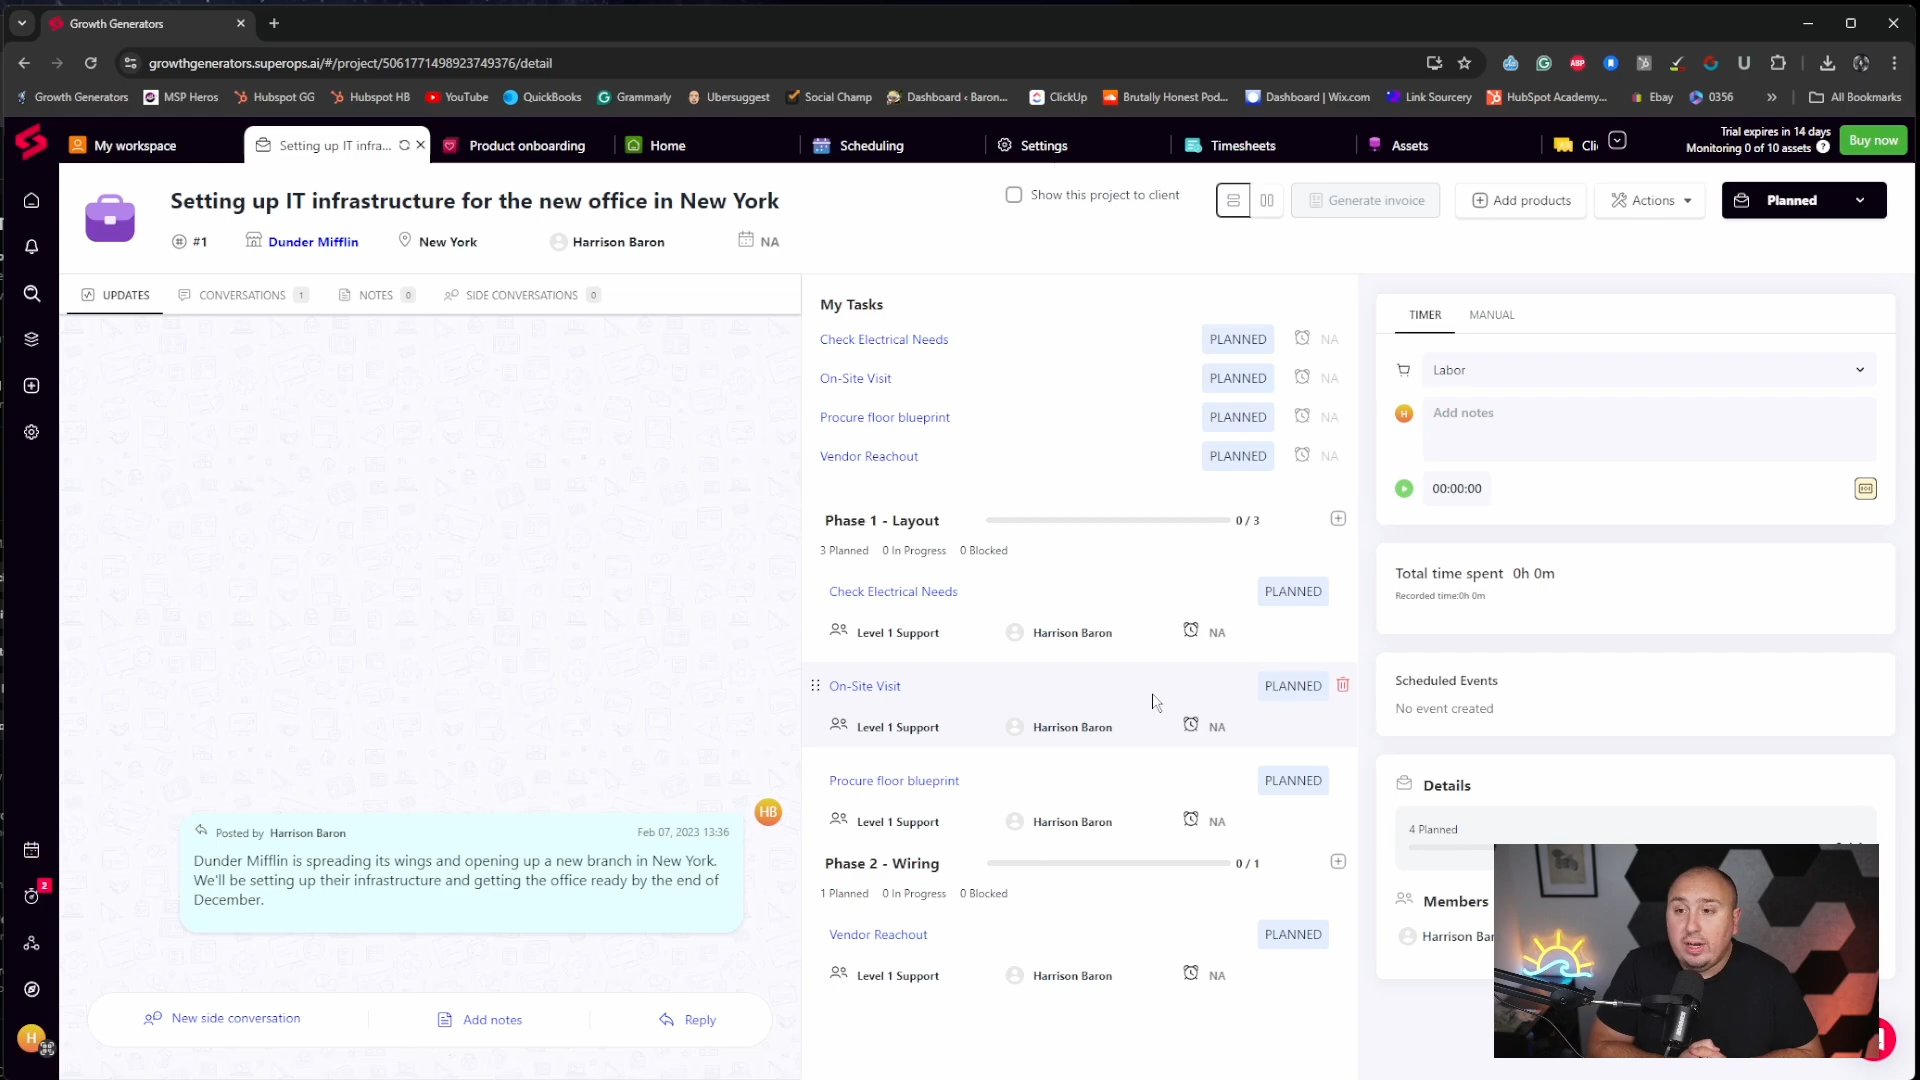 Growth Generators
growthgenerators.superops.ai/#/project/5061771498923749376/detail
Growth Generators MSP Heros Hubspot GG Hubspot HB YouTube QuickBooks Grammarly Ubersuggest Social Champ Dashboard ‹ Baron... ClickUp Brutally Honest Pod... Dashboard | Wix.com Link Sourcery HubSpot Academy... Ebay 0356 » All Bookmarks
My workspace Setting up IT infra... Product onboarding Home Scheduling Settings Timesheets Assets Cli
Trial expires in 14 days
Monitoring 0 of 10 assets
Buy now
Setting up IT infrastructure for the new office in New York
Show this project to client
Generate invoice
Add products
Actions
Planned
#1 Dunder Mifflin New York Harrison Baron NA
UPDATES CONVERSATIONS 1 NOTES 0 SIDE CONVERSATIONS 0
HB
Posted by Harrison Baron Feb 07, 2023 13:36
Dunder Mifflin is spreading its wings and opening up a new branch in New York.
We'll be setting up their infrastructure and getting the office ready by the end of
December.
New side conversation Add notes Reply
My Tasks
Check Electrical Needs PLANNED NA
On-Site Visit PLANNED NA
Procure floor blueprint PLANNED NA
Vendor Reachout PLANNED NA
Phase 1 - Layout 0 / 3
3 Planned 0 In Progress 0 Blocked
Check Electrical Needs PLANNED
Level 1 Support Harrison Baron NA
On-Site Visit PLANNED
Level 1 Support Harrison Baron NA
Procure floor blueprint PLANNED
Level 1 Support Harrison Baron NA
Phase 2 - Wiring 0 / 1
1 Planned 0 In Progress 0 Blocked
Vendor Reachout PLANNED
Level 1 Support Harrison Baron NA
TIMER MANUAL
Labor
H
Add notes
00:00:00
Total time spent 0h 0m
Recorded time:0h 0m
Scheduled Events
No event created
Details
4 Planned
Members
Harrison Bar
2
H